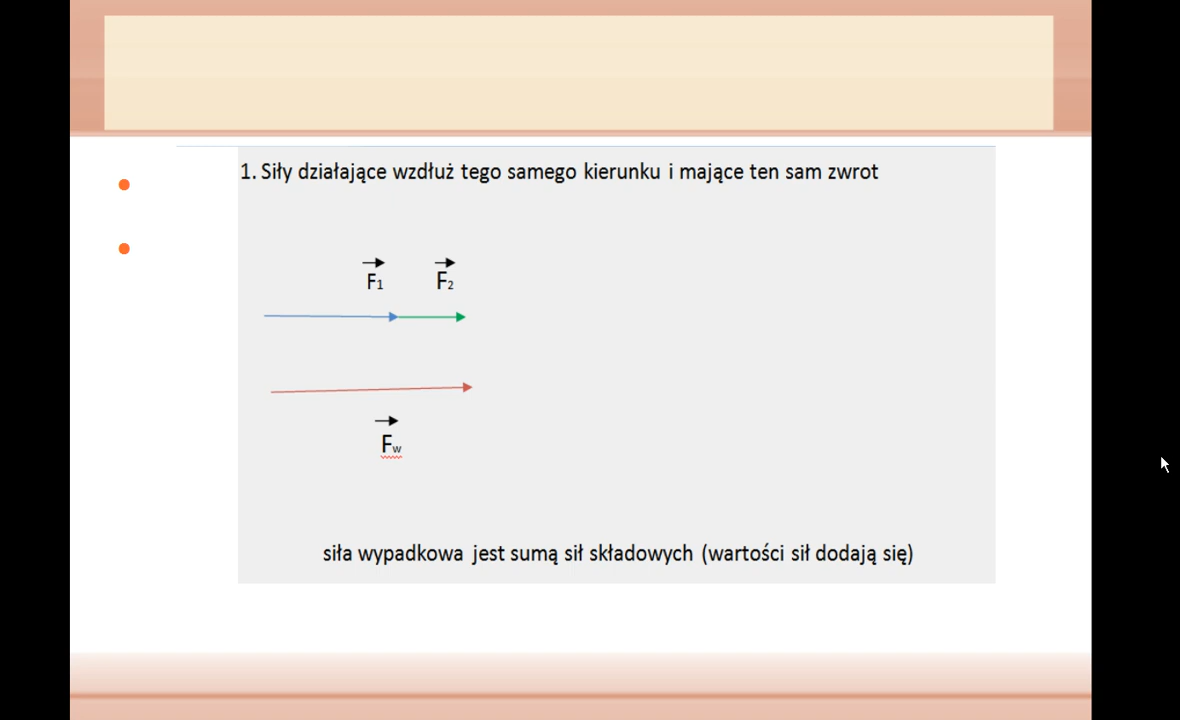 1. Siły działające wzdłuż tego samego kierunku i mające ten sam zwrot
F1 F2
Fw
siła wypadkowa jest sumą sił składowych (wartości sił dodają się)